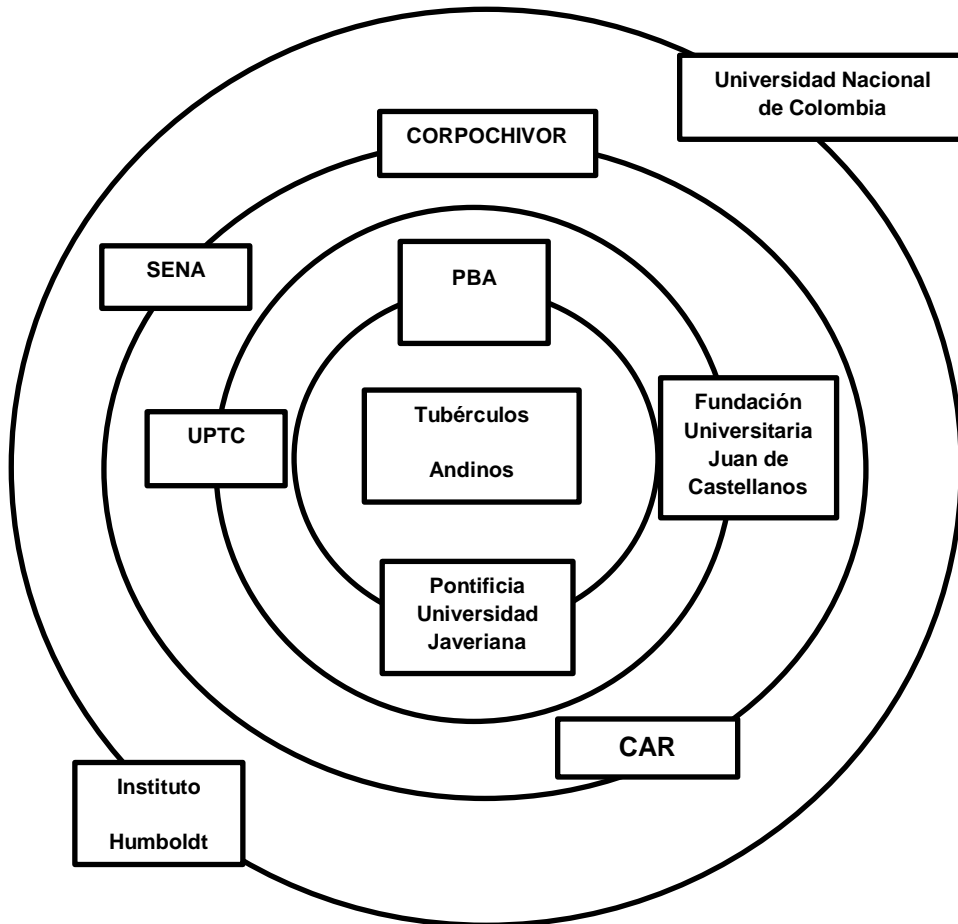 Universidad Nacional
de Colombia
CORPOCHIVOR
SENA
PBA
UPTC
Tubérculos
Andinos
Fundación
Universitaria
Juan de
Castellanos
Pontificia
Universidad
Javeriana
CAR
Instituto
Humboldt